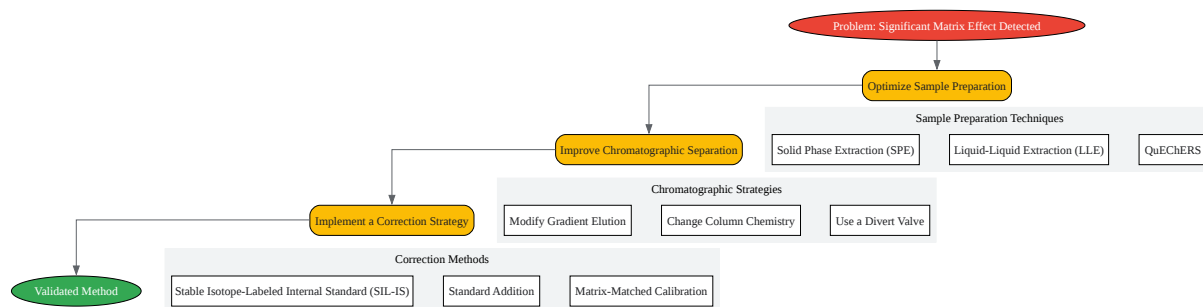 Problem: Significant Matrix Effect Detected
Optimize Sample Preparation
Sample Preparation Techniques
Solid Phase Extraction (SPE)
Liquid-Liquid Extraction (LLE)
QuEChERS
Improve Chromatographic Separation
Chromatographic Strategies
Modify Gradient Elution
Change Column Chemistry
Use a Divert Valve
Implement a Correction Strategy
Correction Methods
Stable Isotope-Labeled Internal Standard (SIL-IS)
Standard Addition
Matrix-Matched Calibration
Validated Method